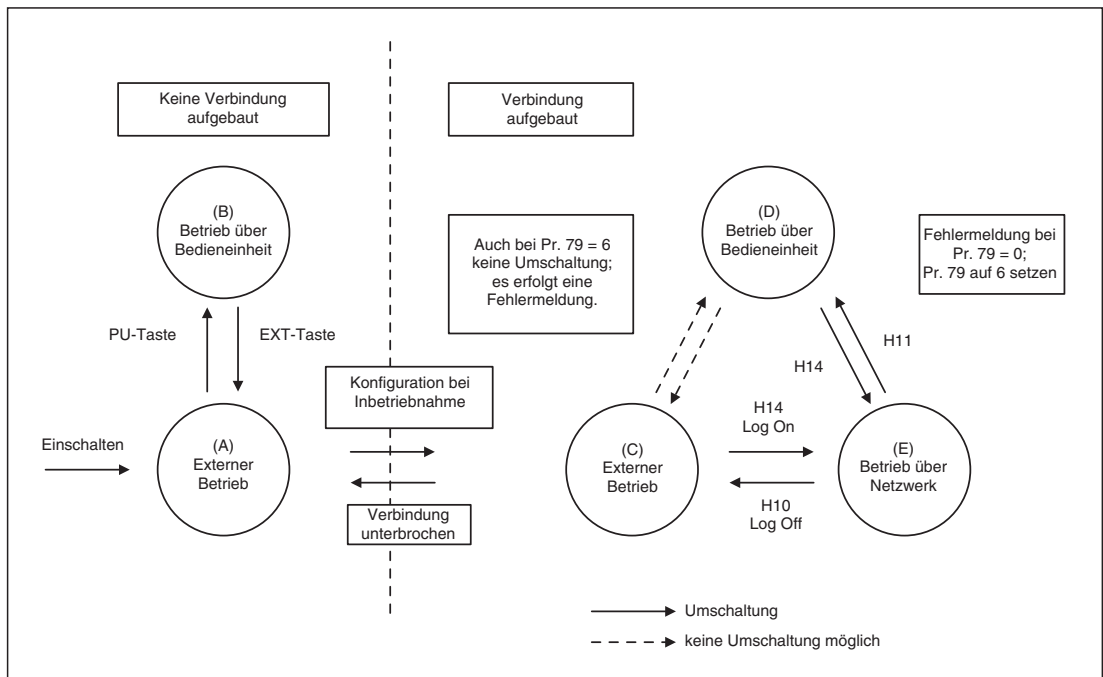 Keine Verbindung
aufgebaut
Verbindung
aufgebaut
(B)
Betrieb über
Bedieneinheit
(D)
Betrieb über
Bedieneinheit
Auch bei Pr. 79 = 6
keine Umschaltung;
es erfolgt eine
Fehlermeldung.
Fehlermeldung bei
Pr. 79 = 0;
Pr. 79 auf 6 setzen
PU-Taste
EXT-Taste
H11
H14
Konfiguration bei
Inbetriebnahme
Einschalten
(A)
Externer
Betrieb
(C)
Externer
Betrieb
H14
Log On
(E)
Betrieb über
Netzwerk
H10
Log Off
Verbindung
unterbrochen
Umschaltung
keine Umschaltung möglich